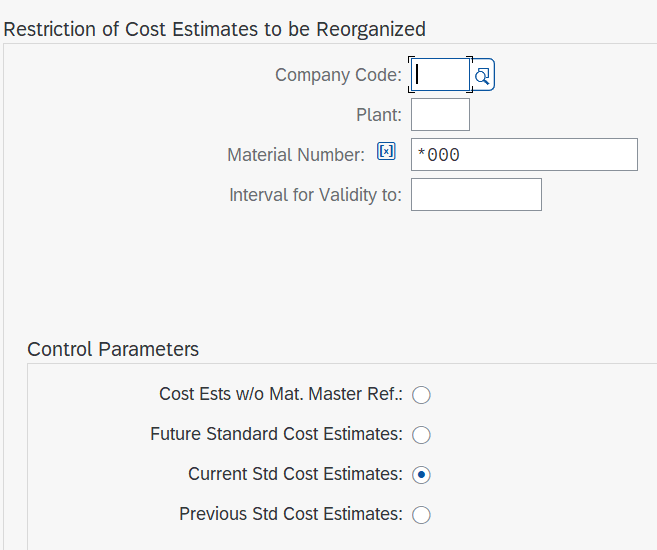 Restriction of Cost Estimates to be Reorganized
Company Code:
Plant:
Material Number: [x] *000
Interval for Validity to:
Control Parameters
Cost Ests w/o Mat. Master Ref.:
Future Standard Cost Estimates:
Current Std Cost Estimates:
Previous Std Cost Estimates: